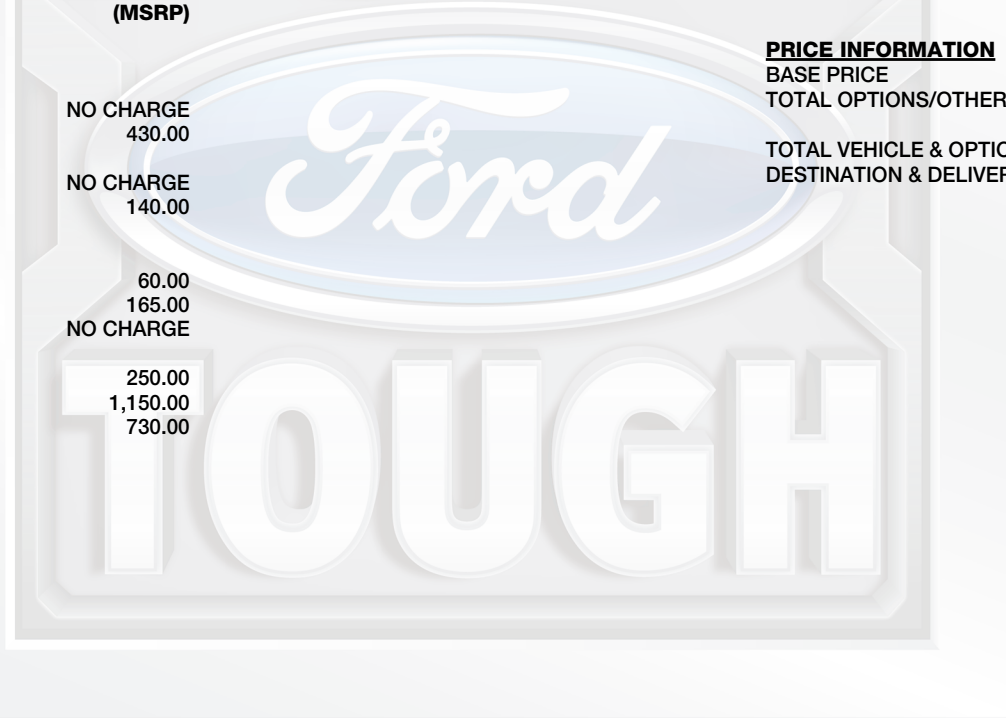 (MSRP)
NO CHARGE
430.00
NO CHARGE
140.00
60.00
165.00
NO CHARGE
250.00
1,150.00
730.00
PRICE INFORMATION
BASE PRICE
TOTAL OPTIONS/OTHER
TOTAL VEHICLE & OPTIO
DESTINATION & DELIVER
Ford
TOUGH